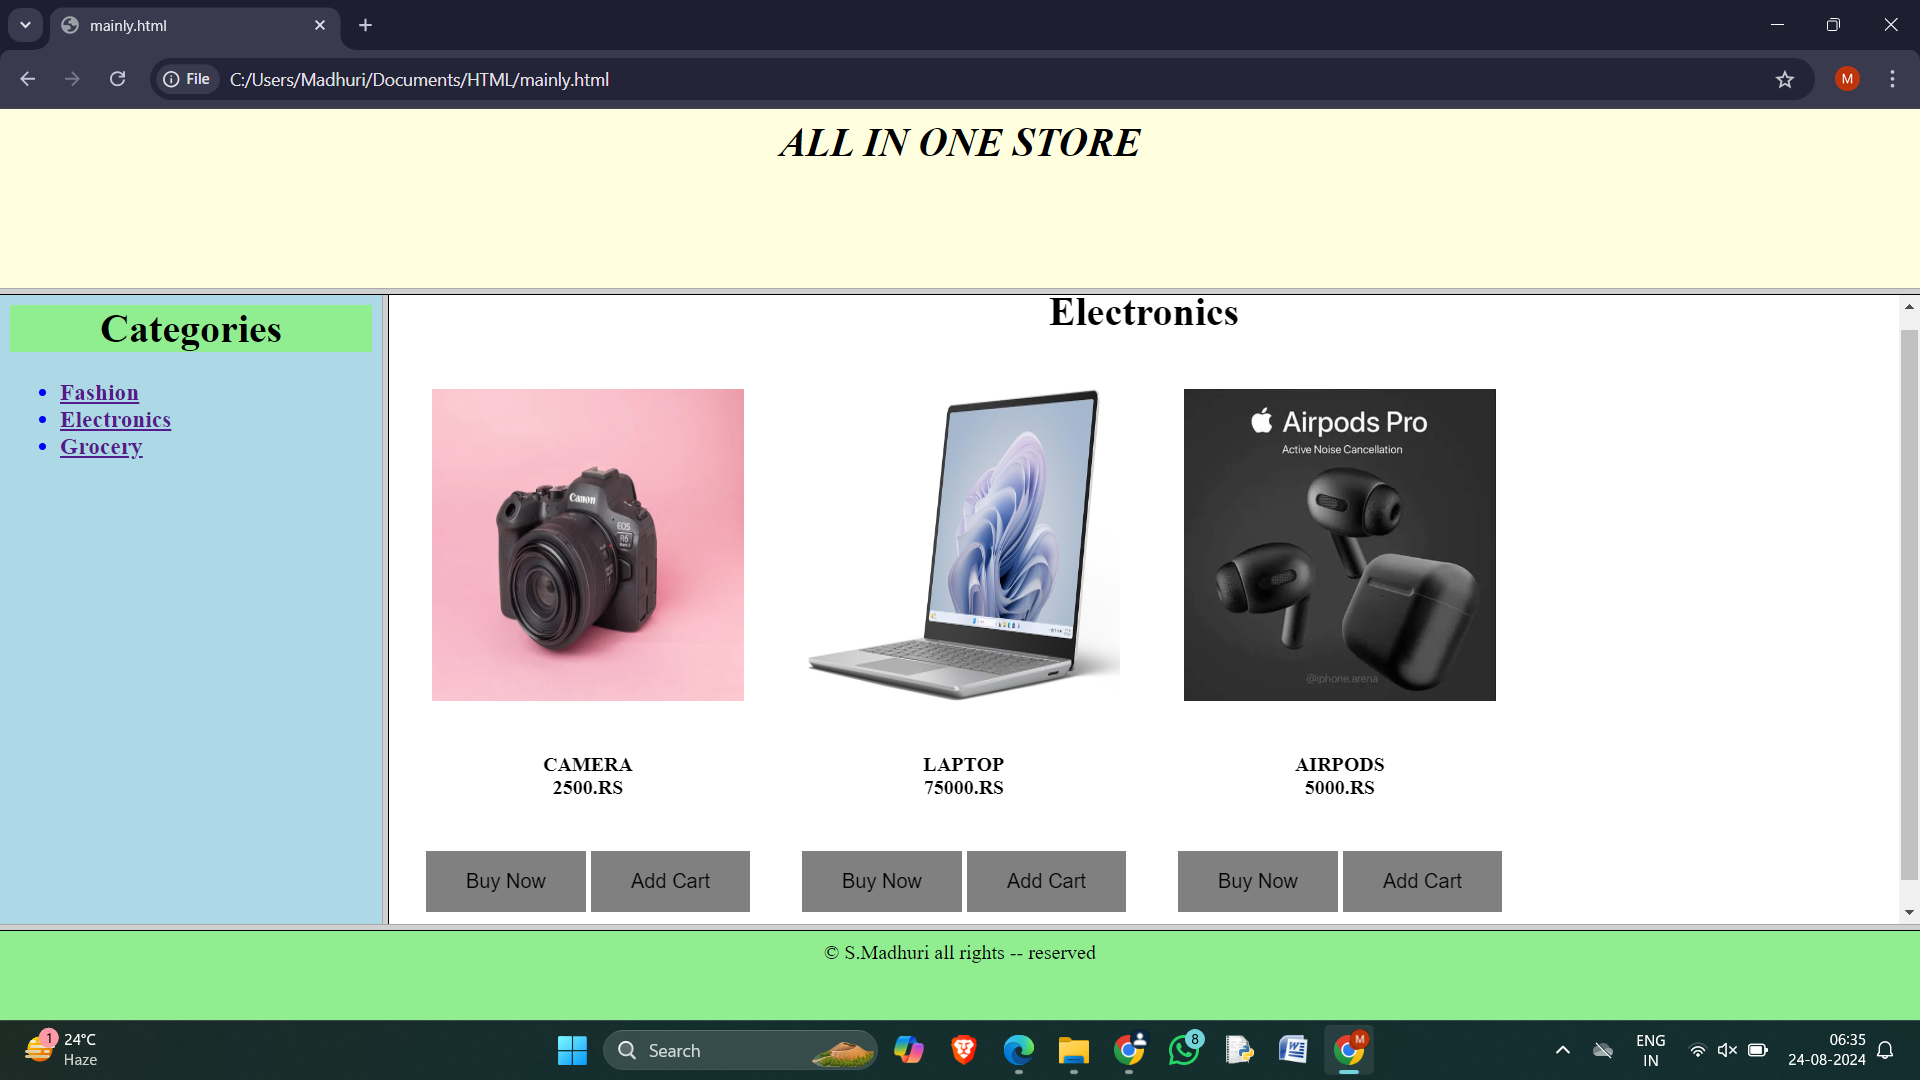 mainly.html
File
C:/Users/Madhuri/Documents/HTML/mainly.html
M
ALL IN ONE STORE
Categories
Fashion
Electronics
Grocery
Electronics
Canon
EOS
R6
Airpods Pro
Active Noise Cancellation
@iphone.arena
CAMERA
2500.RS
LAPTOP
75000.RS
AIRPODS
5000.RS
Buy Now
Add Cart
Buy Now
Add Cart
Buy Now
Add Cart
© S.Madhuri all rights -- reserved
1
24°C
Haze
Search
8
W
M
ENG
IN
06:35
24-08-2024